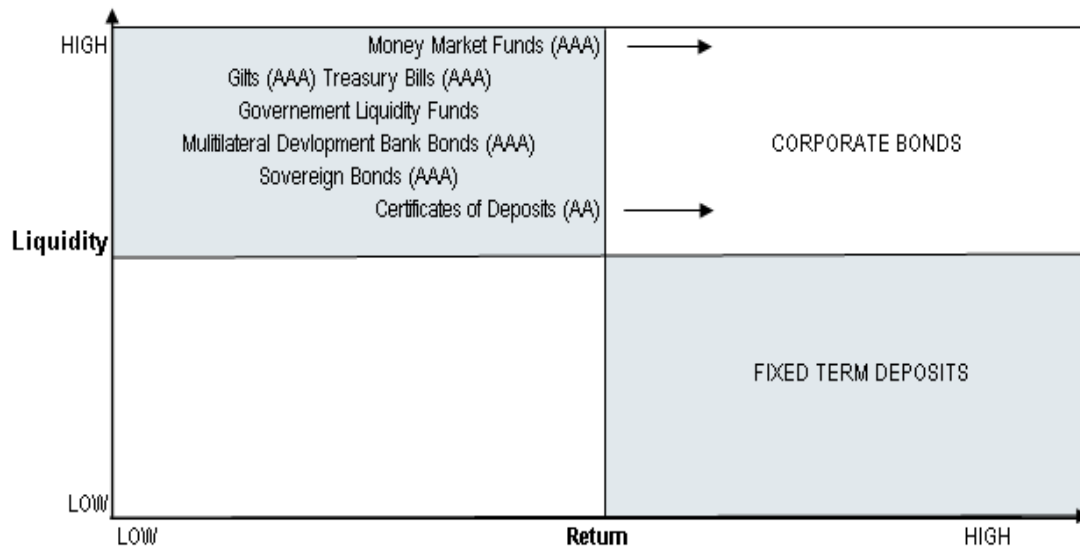 HIGH
Money Market Funds (AAA)
Gilts (AAA) Treasury Bills (AAA)
Governement Liquidity Funds
Mulitilateral Devlopment Bank Bonds (AAA)
CORPORATE BONDS
Sovereign Bonds (AAA)
Certificates of Deposits (AA)
Liquidity
FIXED TERM DEPOSITS
LOW
LOW
Return
HIGH